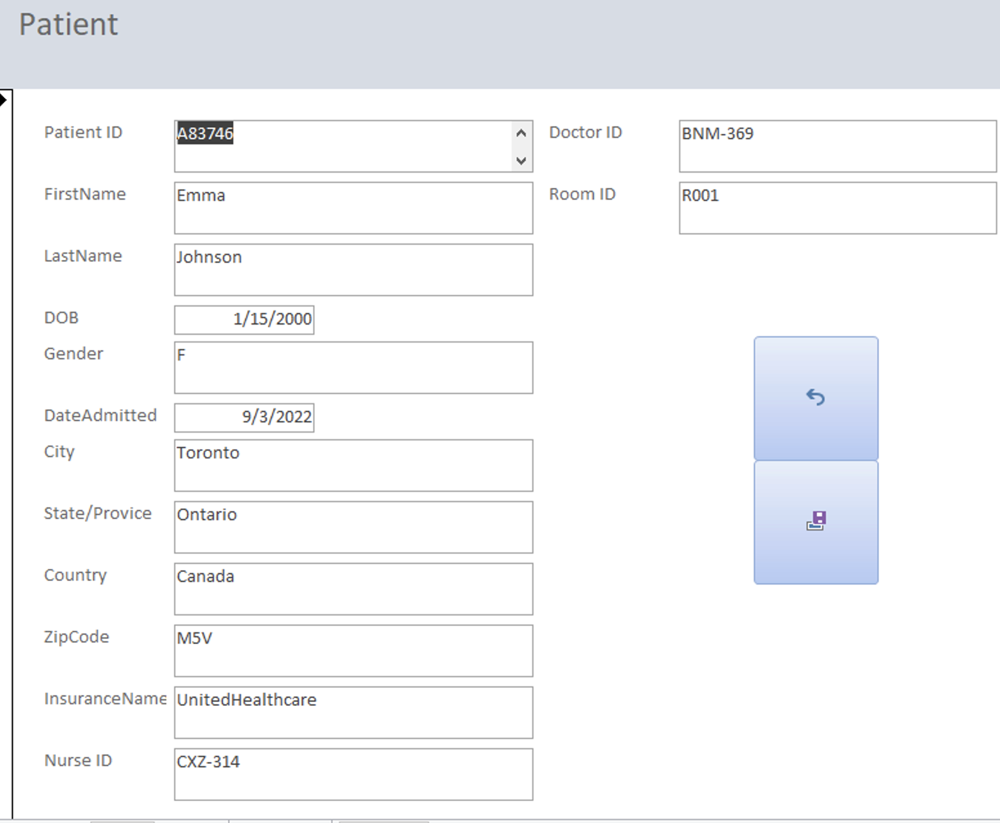 Patient
Patient ID A83746
FirstName Emma
LastName Johnson
DOB 1/15/2000
Gender F
DateAdmitted 9/3/2022
City Toronto
State/Provice Ontario
Country Canada
ZipCode M5V
InsuranceName UnitedHealthcare
Nurse ID CXZ-314
Doctor ID BNM-369
Room ID R001